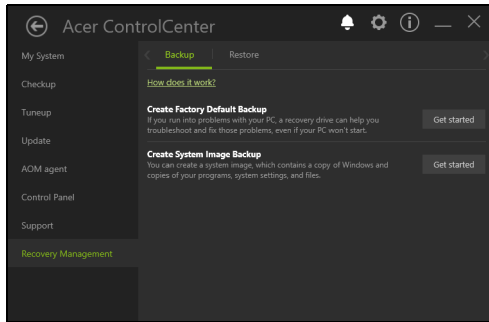 Acer ControlCenter
My System
Checkup
Tuneup
Update
AOM agent
Control Panel
Support
Recovery Management
Backup
Restore
How does it work?
Create Factory Default Backup
If you run into problems with your PC, a recovery drive can help you
troubleshoot and fix those problems, even if your PC won't start.
Get started
Create System Image Backup
You can create a system image, which contains a copy of Windows and
copies of your programs, system settings, and files.
Get started